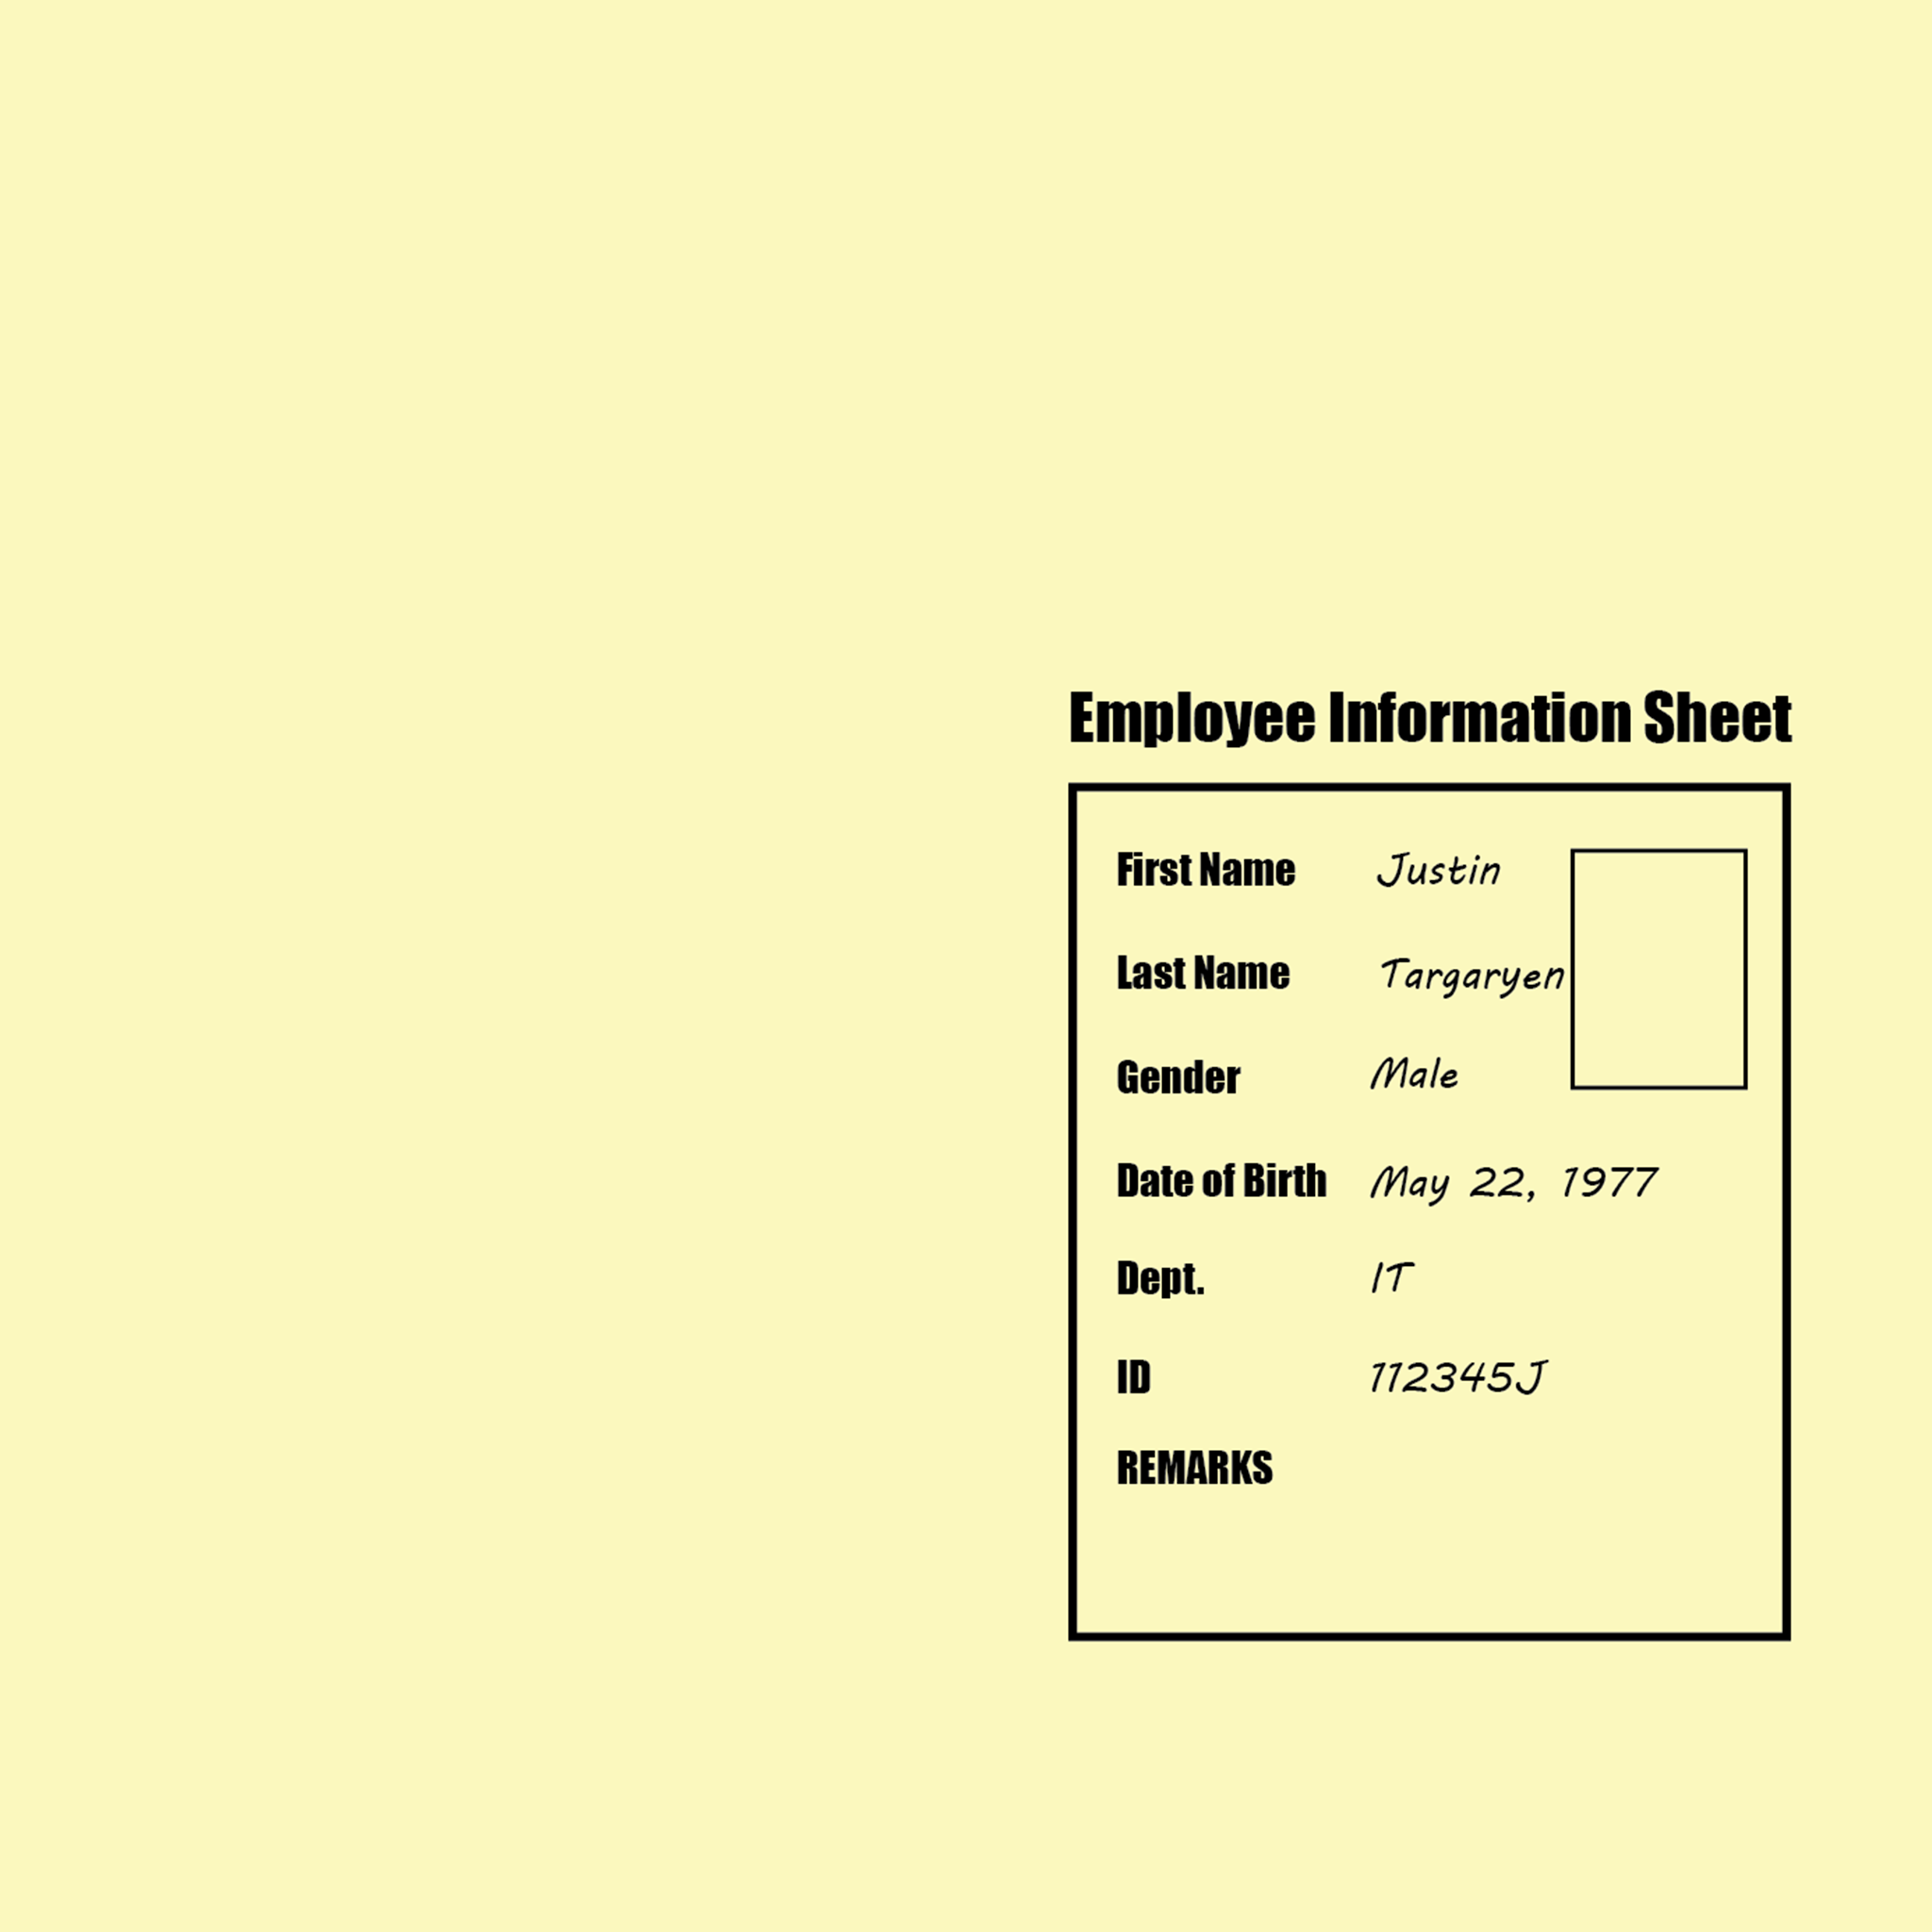 Employee Information Sheet
First Name Justin
Last Name Targaryen
Gender Male
Date of Birth May 22, 1977
Dept. IT
ID 112345J
REMARKS